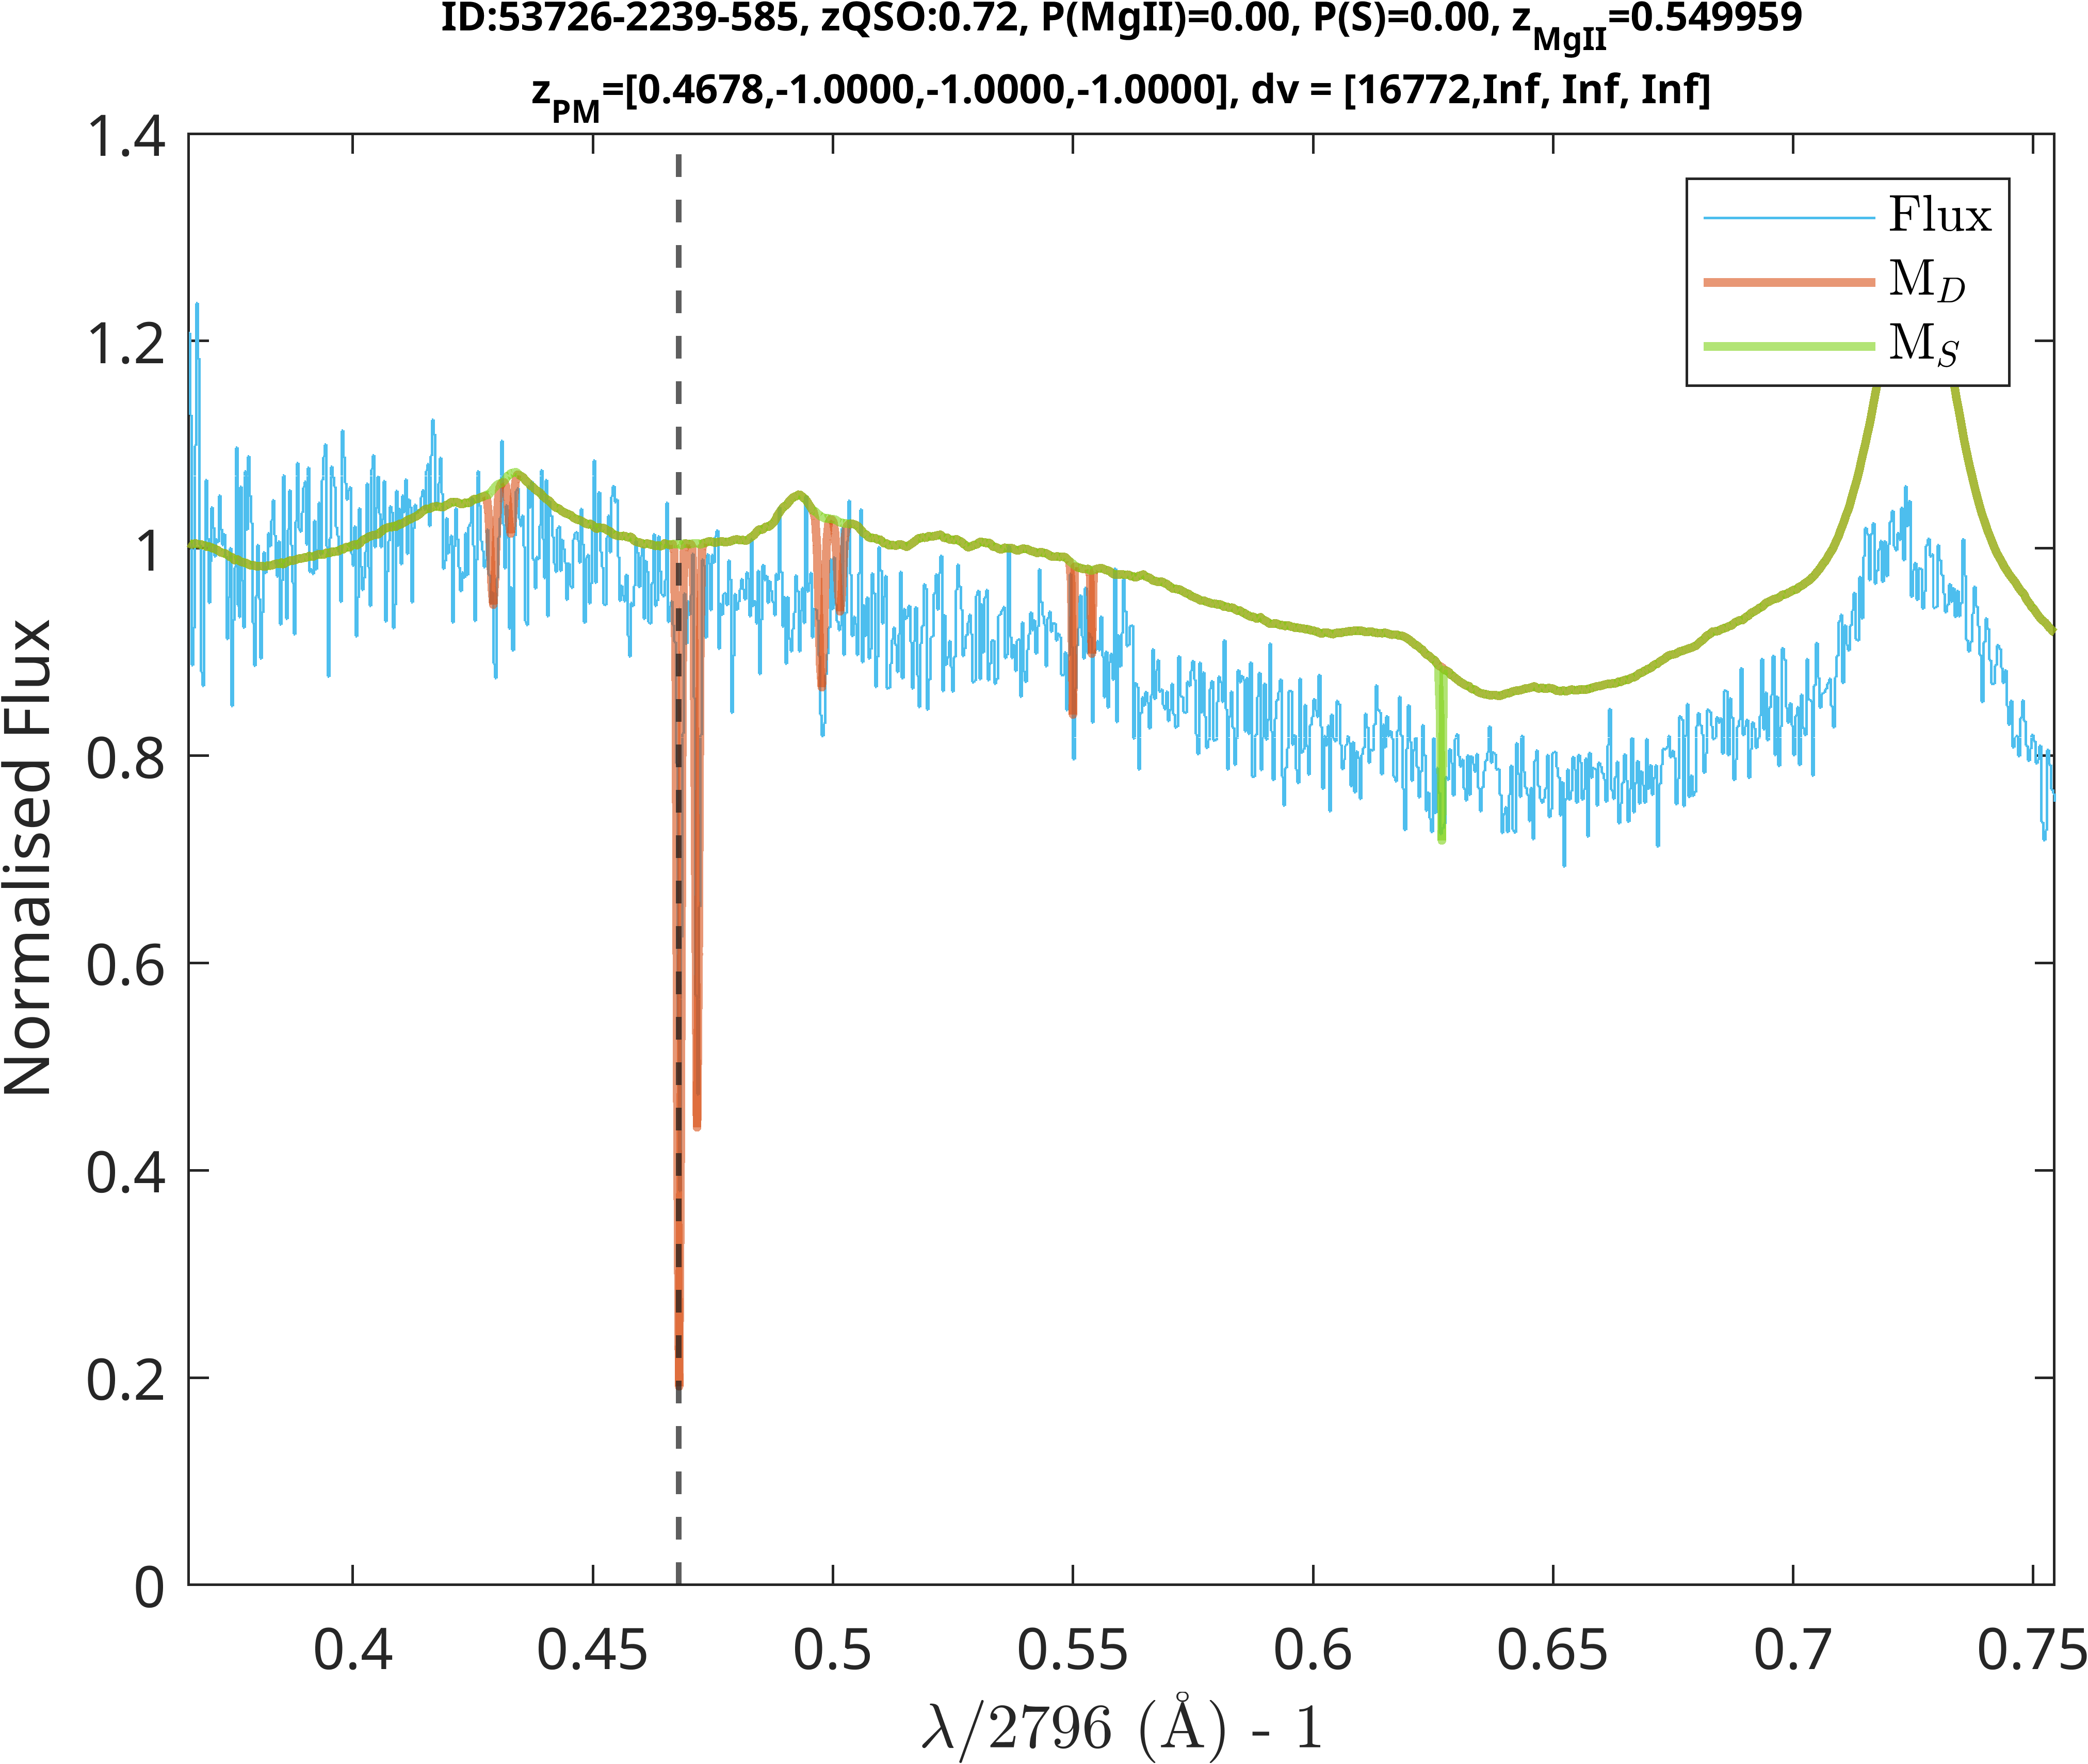 ID:53726-2239-585, zQSO:0.72, P(MgII)=0.00, P(S)=0.00, zMgII=0.549959
zPM=[0.4678,-1.0000,-1.0000,-1.0000], dv = [16772,Inf, Inf, Inf]
1.4
1.2
1
0.8
0.6
0.4
0.2
0
Normalised Flux
Flux
MD
MS
0.4 0.45 0.5 0.55 0.6 0.65 0.7 0.75
λ/2796 (Å) - 1